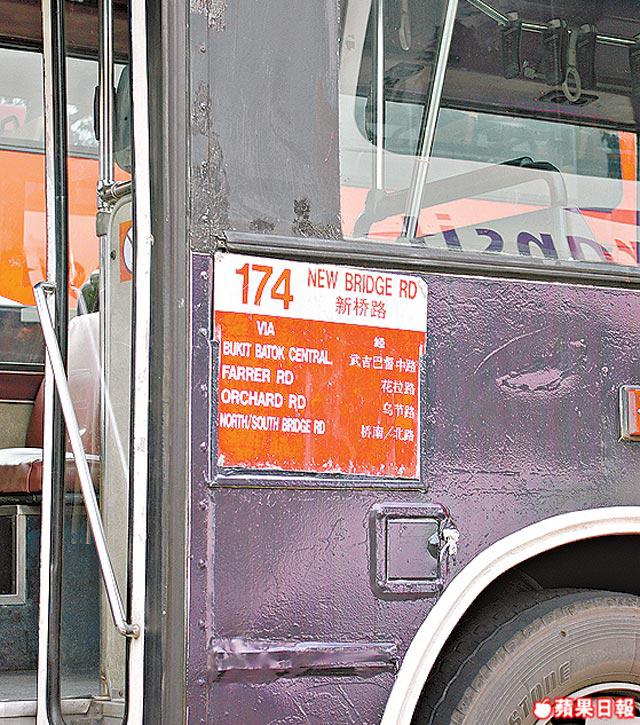 174 NEW BRIDGE RD
新桥路
VIA 经
BUKIT BATOK CENTRAL 武吉巴督中路
FARRER RD 花拉路
ORCHARD RD 乌节路
NORTH/SOUTH BRIDGE RD 桥南/北路
蘋果日報